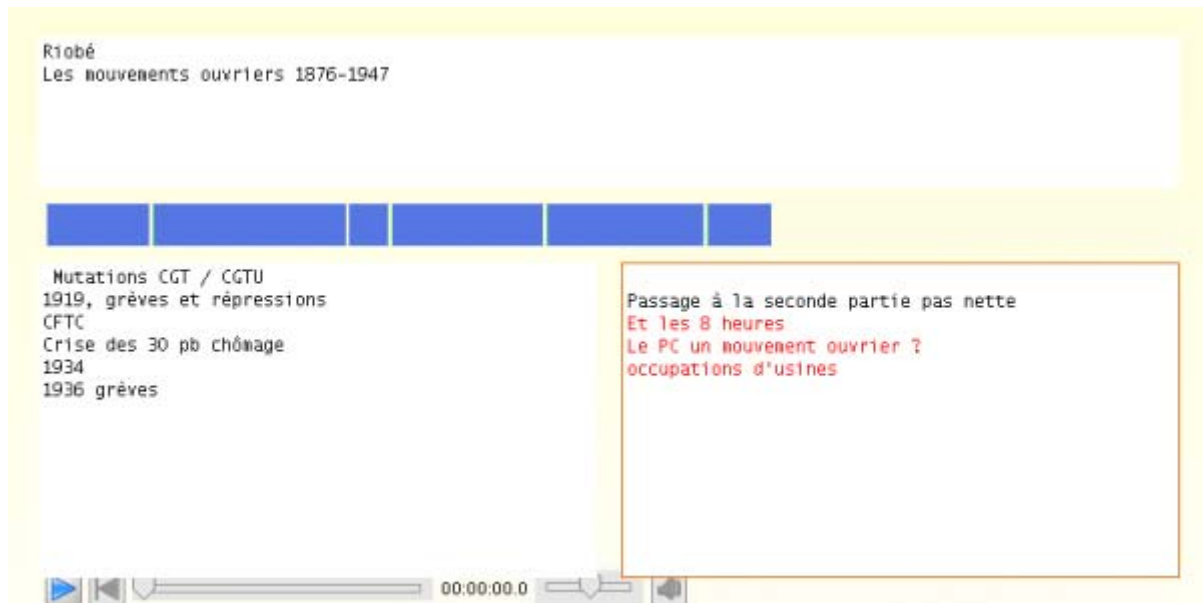 Riobé
Les mouvements ouvriers 1876-1947
Mutations CGT / CGTU
1919, grèves et répressions
CFTC
Crise des 30 pb chômage
1934
1936 grèves
Passage à la seconde partie pas nette
Et les 8 heures
Le PC un mouvement ouvrier ?
occupations d'usines
00:00:00.0